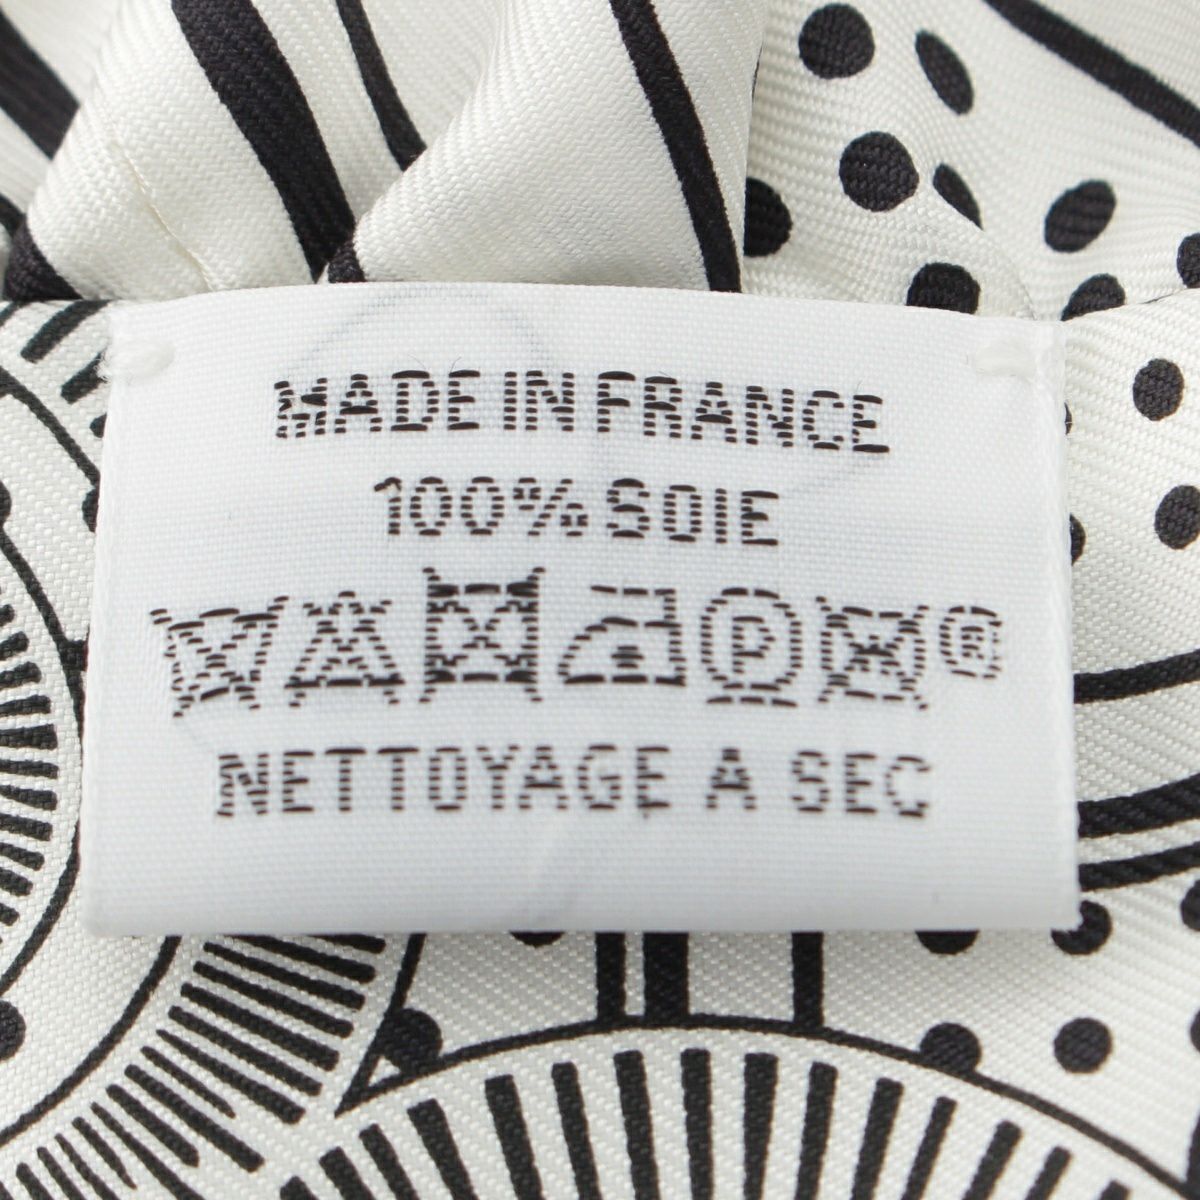 MADE IN FRANCE
100% SOIE
P ®
NETTOYAGE A SEC